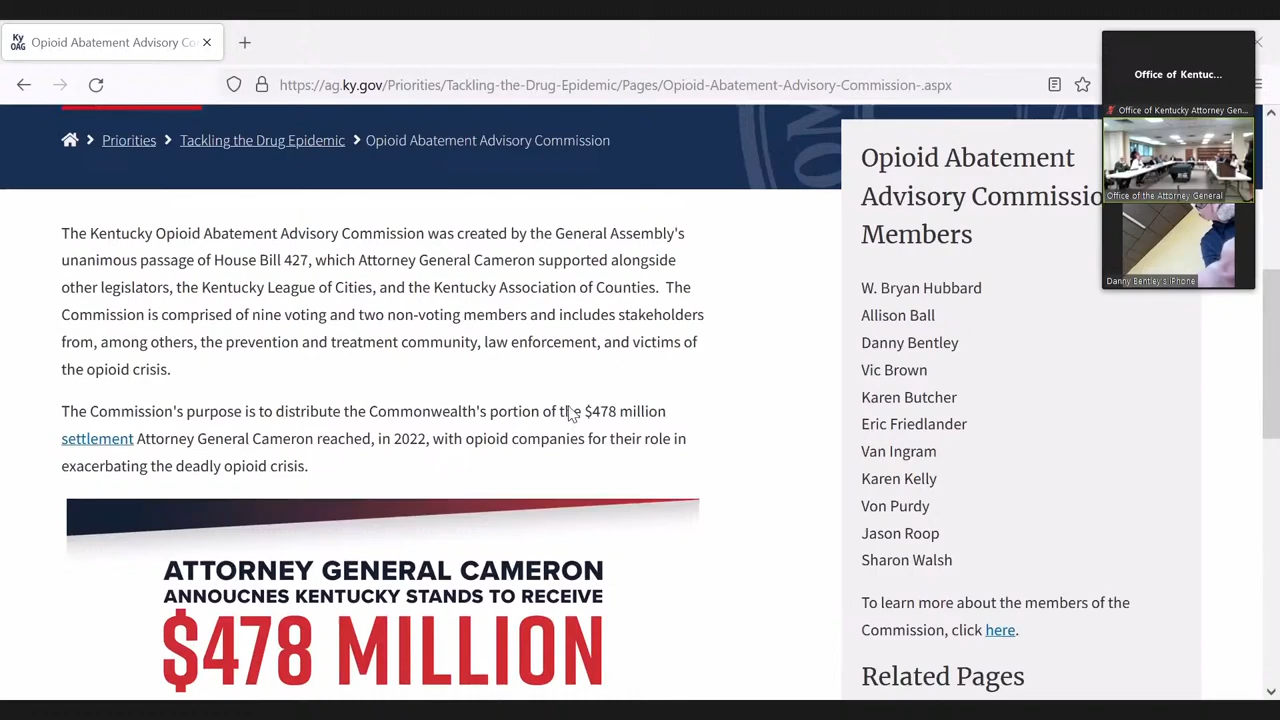 Ky
OAG
Opioid Abatement Advisory Co
https://ag.ky.gov/Priorities/Tackling-the-Drug-Epidemic/Pages/Opioid-Abatement-Advisory-Commission-.aspx
Priorities
Tackling the Drug Epidemic
Opioid Abatement Advisory Commission
The Kentucky Opioid Abatement Advisory Commission was created by the General Assembly's
unanimous passage of House Bill 427, which Attorney General Cameron supported alongside
other legislators, the Kentucky League of Cities, and the Kentucky Association of Counties. The
Commission is comprised of nine voting and two non-voting members and includes stakeholders
from, among others, the prevention and treatment community, law enforcement, and victims of
the opioid crisis.
The Commission's purpose is to distribute the Commonwealth's portion of the $478 million
settlement Attorney General Cameron reached, in 2022, with opioid companies for their role in
exacerbating the deadly opioid crisis.
ATTORNEY GENERAL CAMERON
ANNOUCNES KENTUCKY STANDS TO RECEIVE
$478 MILLION
Opioid Abatement
Advisory Commissio
Members
W. Bryan Hubbard
Allison Ball
Danny Bentley
Vic Brown
Karen Butcher
Eric Friedlander
Van Ingram
Karen Kelly
Von Purdy
Jason Roop
Sharon Walsh
To learn more about the members of the
Commission, click here.
Related Pages
Office of Kentuc...
Office of Kentucky Attorney Gen...
Office of the Attorney General
Danny Bentley's iPhone